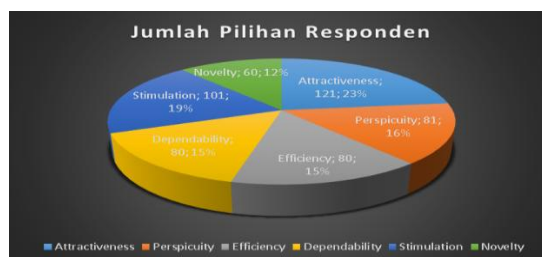 Jumlah Pilihan Responden
Novelty; 60; 12%
Attractiveness;
121; 23%
Stimulation; 101;
19%
Perspicuity; 81;
16%
Dependability;
80; 15%
Efficiency; 80;
15%
Attractiveness Perspicuity Efficiency Dependability Stimulation Novelty